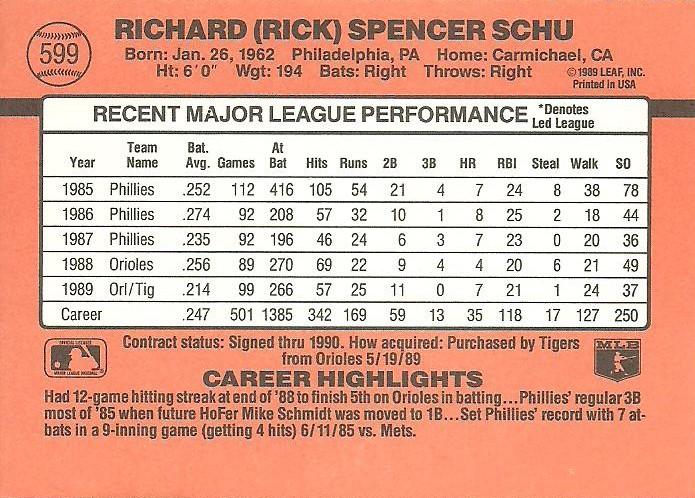 599
RICHARD (RICK) SPENCER SCHU
Born: Jan. 26, 1962 Philadelphia, PA Home: Carmichael, CA
Ht: 6'0" Wgt: 194 Bats: Right Throws: Right
©1989 LEAF, INC.
Printed in USA
RECENT MAJOR LEAGUE PERFORMANCE *Denotes Led League
Year Team Name Bat. Avg. Games At Bat Hits Runs 2B 3B HR RBI Steal Walk SO
1985 Phillies .252 112 416 105 54 21 4 7 24 8 38 78
1986 Phillies .274 92 208 57 32 10 1 8 25 2 18 44
1987 Phillies .235 92 196 46 24 6 3 7 23 0 20 36
1988 Orioles .256 89 270 69 22 9 4 4 20 6 21 49
1989 Orl/Tig .214 99 266 57 25 11 0 7 21 1 24 37
Career .247 501 1385 342 169 59 13 35 118 17 127 250
OFFICIAL LICENSEE
MAJOR LEAGUE BASEBALL
Contract status: Signed thru 1990. How acquired: Purchased by Tigers
from Orioles 5/19/89
MLB
CAREER HIGHLIGHTS
Had 12-game hitting streak at end of '88 to finish 5th on Orioles in batting...Phillies' regular 3B
most of '85 when future HoFer Mike Schmidt was moved to 1B...Set Phillies' record with 7 at-
bats in a 9-inning game (getting 4 hits) 6/11/85 vs. Mets.